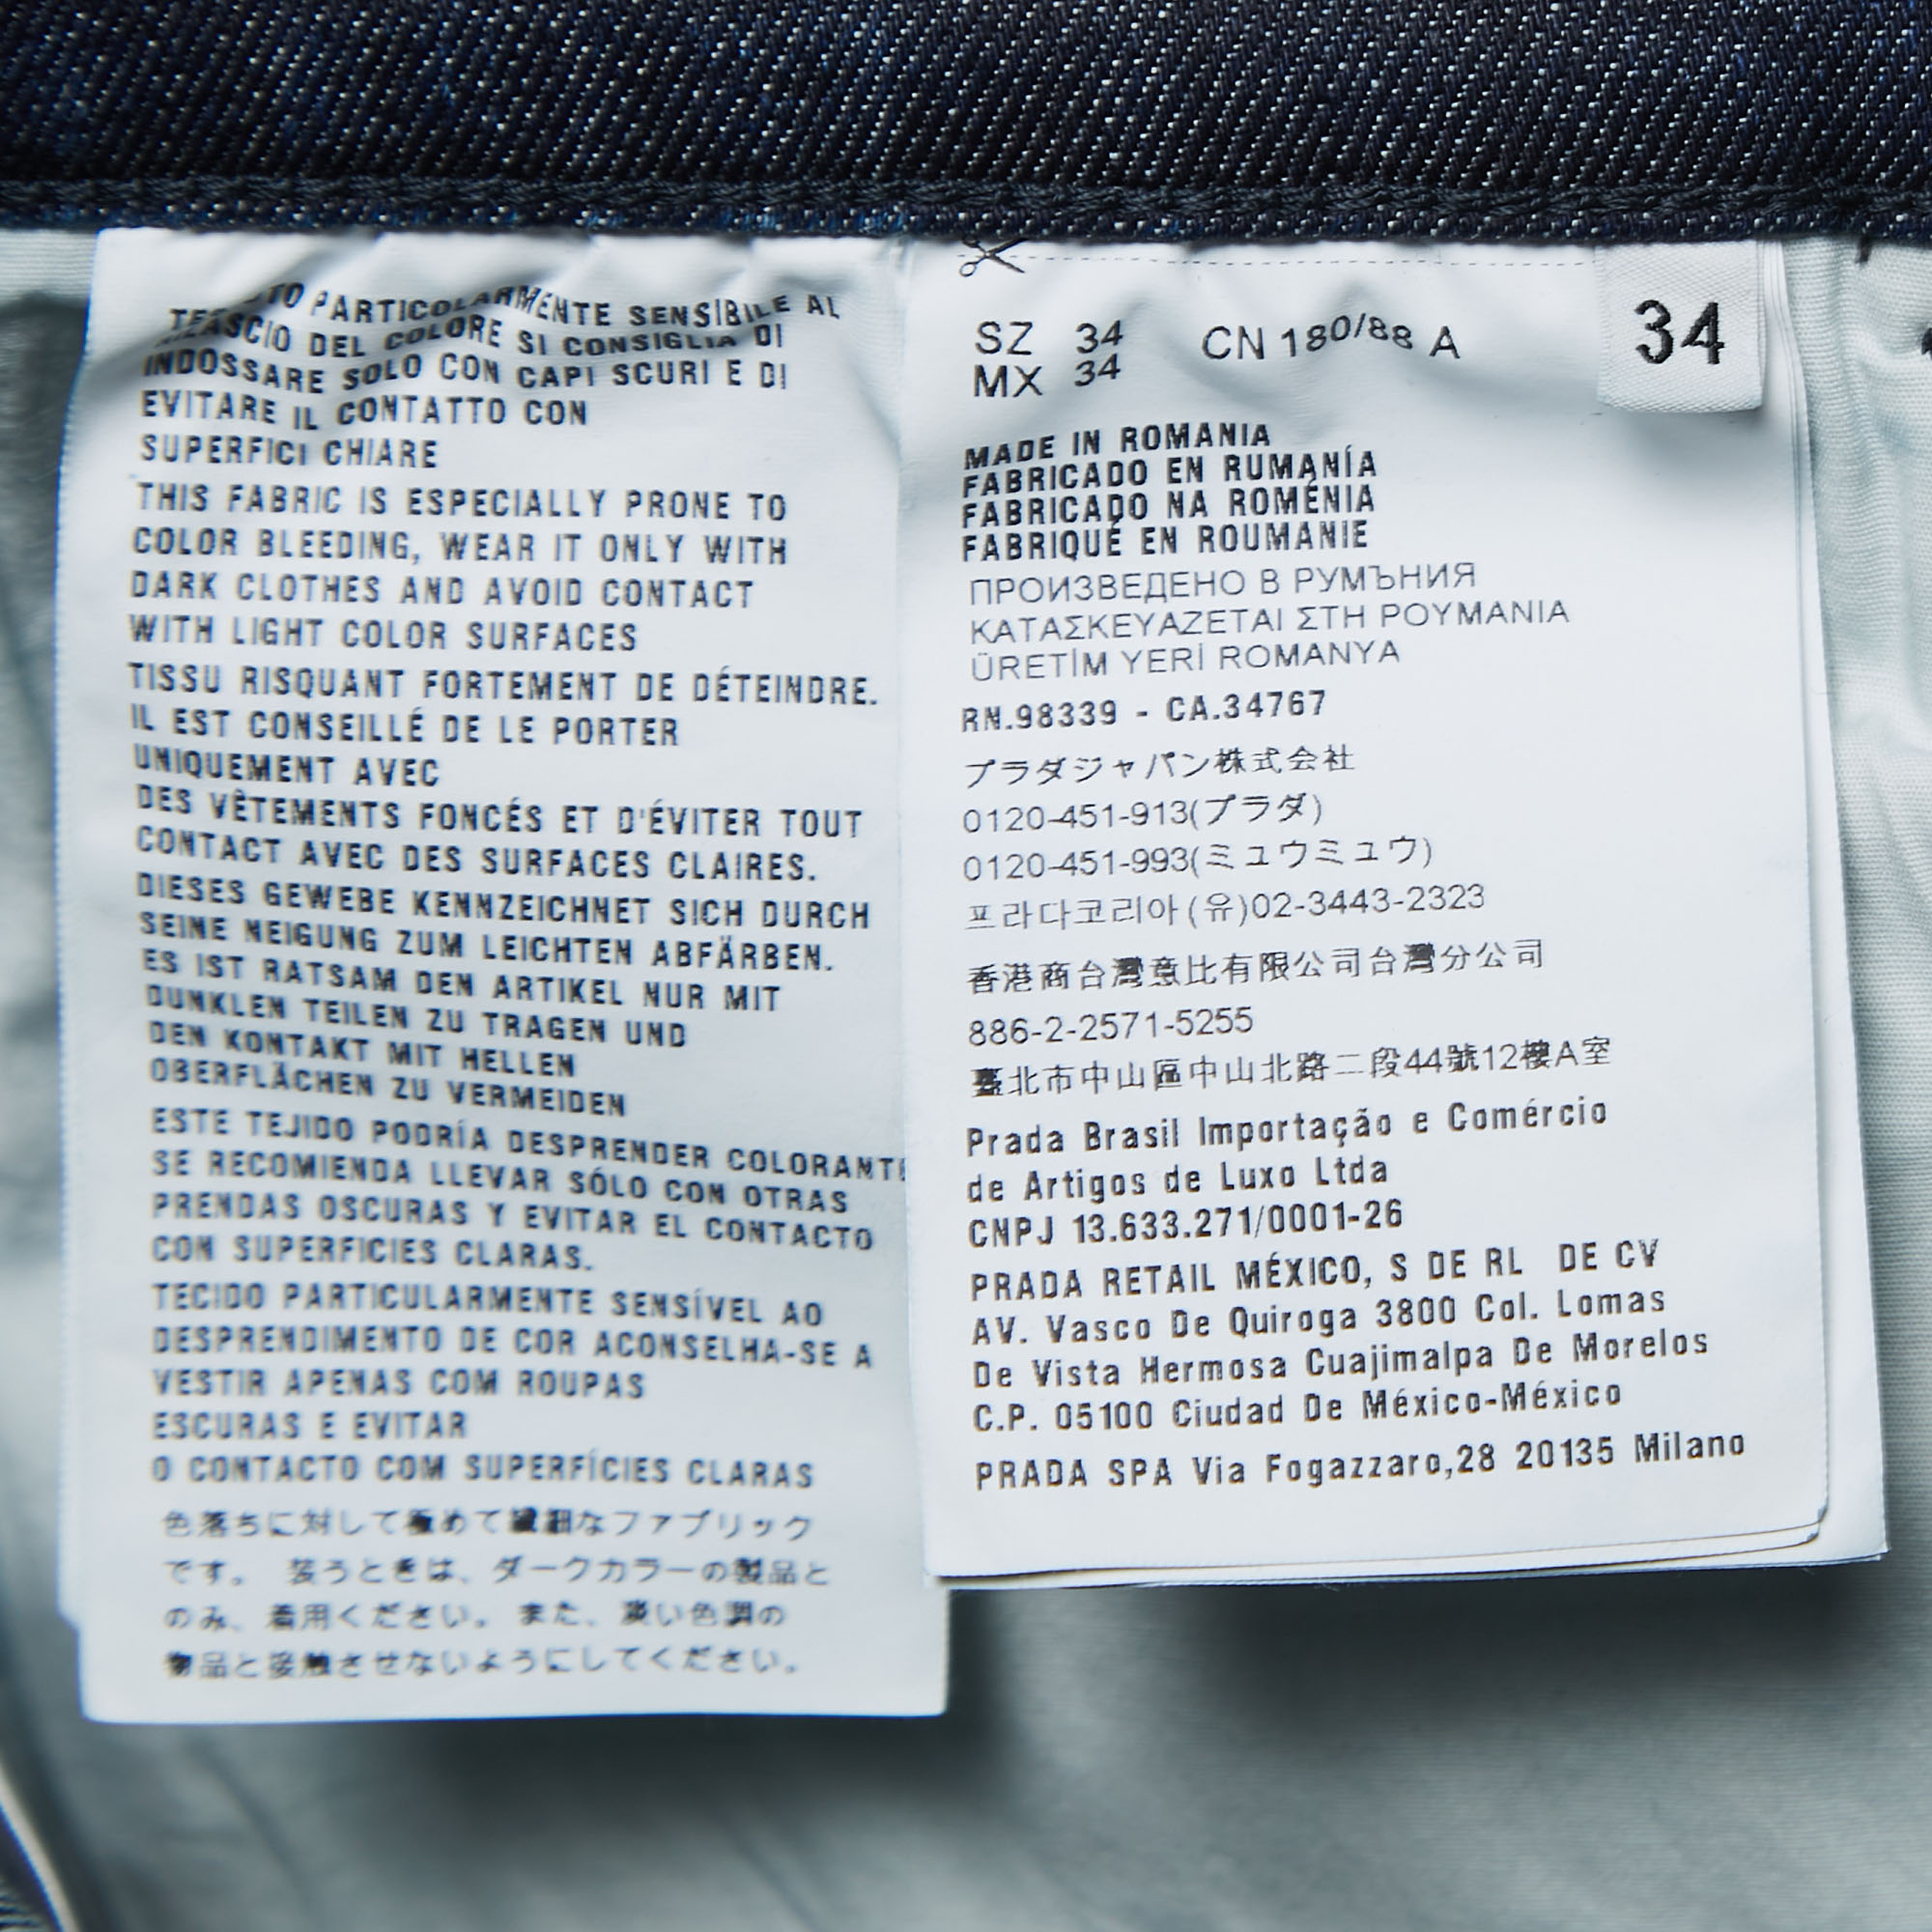 TESSUTO PARTICOLARMENTE SENSIBILE AL
RILASCIO DEL COLORE SI CONSIGLIA DI
INDOSSARE SOLO CON CAPI SCURI E DI
EVITARE IL CONTATTO CON
SUPERFICI CHIARE
THIS FABRIC IS ESPECIALLY PRONE TO
COLOR BLEEDING, WEAR IT ONLY WITH
DARK CLOTHES AND AVOID CONTACT
WITH LIGHT COLOR SURFACES
TISSU RISQUANT FORTEMENT DE DÉTEINDRE.
IL EST CONSEILLÉ DE LE PORTER
UNIQUEMENT AVEC
DES VÊTEMENTS FONCÉS ET D'ÉVITER TOUT
CONTACT AVEC DES SURFACES CLAIRES.
DIESES GEWEBE KENNZEICHNET SICH DURCH
SEINE NEIGUNG ZUM LEICHTEN ABFÄRBEN.
ES IST RATSAM DEN ARTIKEL NUR MIT
DUNKLEN TEILEN ZU TRAGEN UND
DEN KONTAKT MIT HELLEN
OBERFLÄCHEN ZU VERMEIDEN
ESTE TEJIDO PODRÍA DESPRENDER COLORANTE
SE RECOMIENDA LLEVAR SÓLO CON OTRAS
PRENDAS OSCURAS Y EVITAR EL CONTACTO
CON SUPERFICIES CLARAS.
TECIDO PARTICULARMENTE SENSÍVEL AO
DESPRENDIMENTO DE COR ACONSELHA-SE A
VESTIR APENAS COM ROUPAS
ESCURAS E EVITAR
O CONTACTO COM SUPERFÍCIES CLARAS
色落ちに対して極めて繊細なファブリック
です。 装うときは、ダークカラーの製品と
のみ、着用ください。また、淡い色調の
物品と接触させないようにしてください。
SZ 34 CN 180/88 A
MX 34
34
MADE IN ROMANIA
FABRICADO EN RUMANÍA
FABRICADO NA ROMÉNIA
FABRIQUÉ EN ROUMANIE
ПРОИЗВЕДЕНО В РУМЪНИЯ
ΚΑΤΑΣΚΕΥΑΖΕΤΑΙ ΣΤΗ ΡΟΥΜΑΝΙΑ
ÜRETİM YERİ ROMANYA
RN.98339 - CA.34767
プラダジャパン株式会社
0120-451-913(プラダ)
0120-451-993(ミュウミュウ)
프라다코리아(유)02-3443-2323
香港商台灣意比有限公司台灣分公司
886-2-2571-5255
臺北市中山區中山北路二段44號12樓A室
Prada Brasil Importação e Comércio
de Artigos de Luxo Ltda
CNPJ 13.633.271/0001-26
PRADA RETAIL MÉXICO, S DE RL DE CV
AV. Vasco De Quiroga 3800 Col. Lomas
De Vista Hermosa Cuajimalpa De Morelos
C.P. 05100 Ciudad De México-México
PRADA SPA Via Fogazzaro,28 20135 Milano